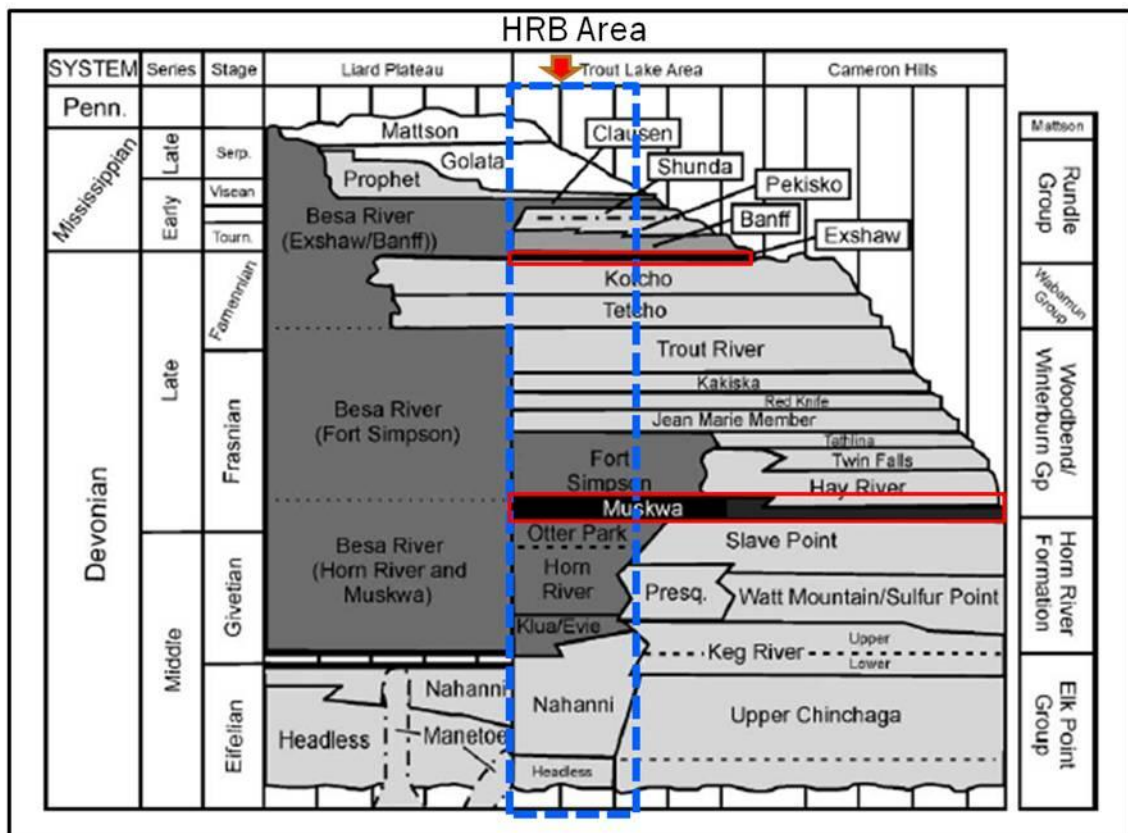 HRB Area
SYSTEM Series Stage Liard Plateau Trout Lake Area Cameron Hills
Penn.
Mississippian
Late
Early
Serp.
Visean
Tourn.
Mattson
Golata
Prophet
Besa River
(Exshaw/Banff))
Clausen
Shunda
Pekisko
Banff
Exshaw
Mattson
Rundle
Group
Devonian
Late
Middle
Famennian
Frasnian
Givetian
Eifelian
Kotcho
Tetcho
Trout River
Kakiska
Red Knife
Jean Marie Member
Tathlina
Twin Falls
Hay River
Besa River
(Fort Simpson)
Fort
Simpson
Muskwa
Otter Park
Horn
River
Klua/Evie
Besa River
(Horn River and
Muskwa)
Slave Point
Presq.
Watt Mountain/Sulfur Point
Upper
Keg River
Lower
Nahanni
Headless
Manetoe
Nahanni
Headless
Upper Chinchaga
Wabamun
Group
Woodbend/
Winterburn Gp
Horn River
Formation
Elk Point
Group